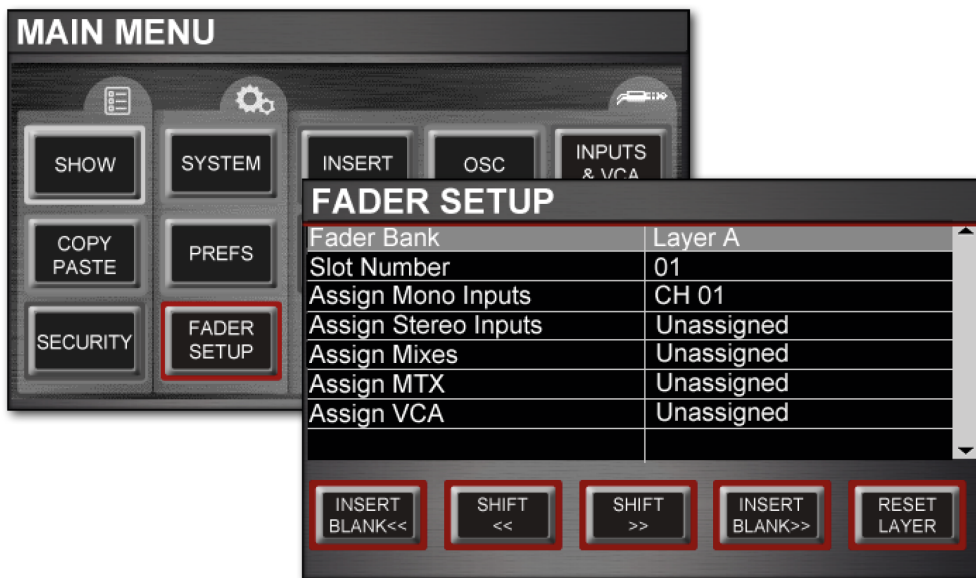 MAIN MENU
SHOW
SYSTEM
INSERT
OSC
INPUTS
& VCA
COPY
PASTE
PREFS
SECURITY
FADER
SETUP
FADER SETUP
Fader Bank Layer A
Slot Number 01
Assign Mono Inputs CH 01
Assign Stereo Inputs Unassigned
Assign Mixes Unassigned
Assign MTX Unassigned
Assign VCA Unassigned
INSERT
BLANK<<
SHIFT
<<
SHIFT
>>
INSERT
BLANK>>
RESET
LAYER